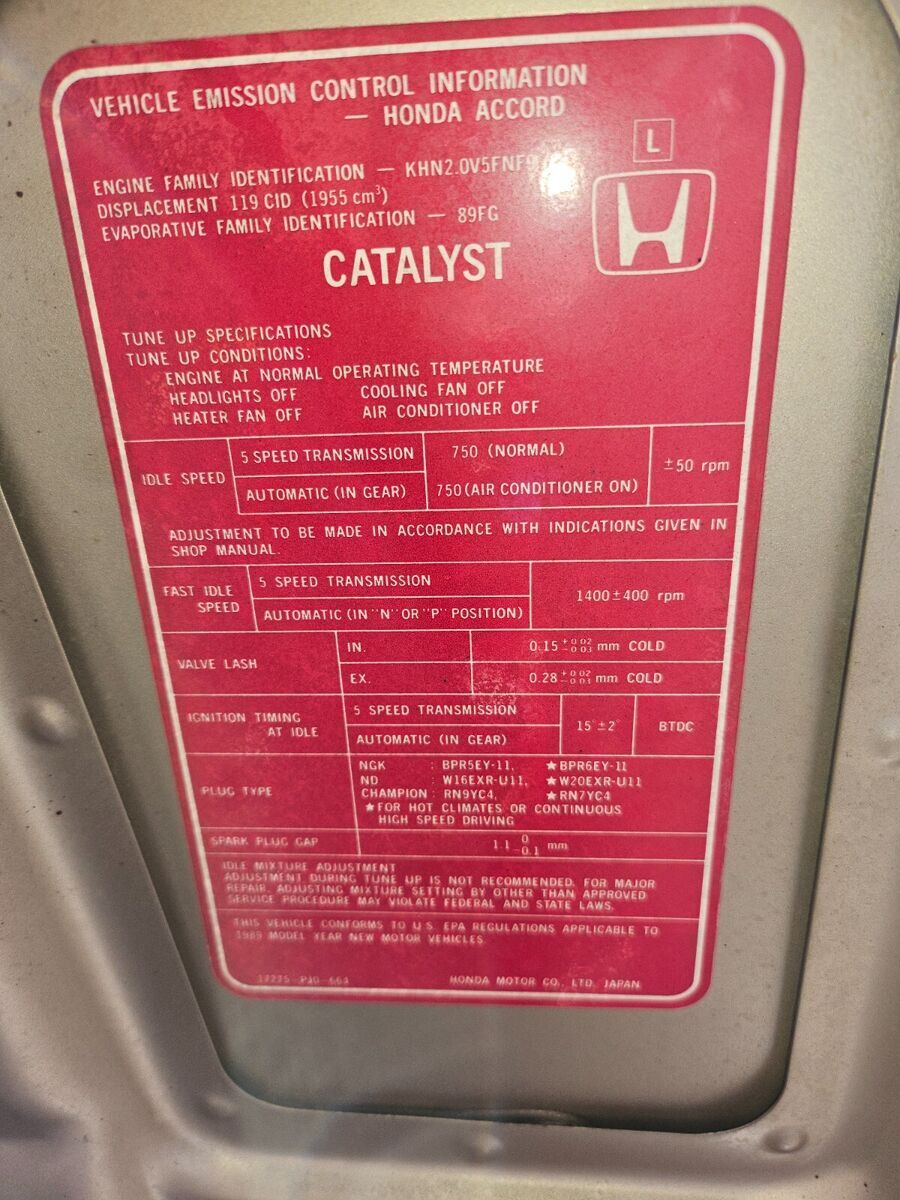 VEHICLE EMISSION CONTROL INFORMATION
— HONDA ACCORD
L
ENGINE FAMILY IDENTIFICATION —
DISPLACEMENT 119 CID (1955 cm³)
EVAPORATIVE FAMILY IDENTIFICATION — 89FG
CATALYST
TUNE UP SPECIFICATIONS
TUNE UP CONDITIONS:
ENGINE AT NORMAL OPERATING TEMPERATURE
HEADLIGHTS OFF COOLING FAN OFF
HEATER FAN OFF AIR CONDITIONER OFF
IDLE SPEED
5 SPEED TRANSMISSION
AUTOMATIC (IN GEAR)
750 (NORMAL)
750 (AIR CONDITIONER ON)
±50 rpm
ADJUSTMENT TO BE MADE IN ACCORDANCE WITH INDICATIONS GIVEN IN
SHOP MANUAL.
FAST IDLE
SPEED
5 SPEED TRANSMISSION
AUTOMATIC (IN "N" OR "P" POSITION)
1400±400 rpm
VALVE LASH
IN. 0.15 +0.02 -0.03 mm COLD
EX. 0.28 +0.02 -0.03 mm COLD
IGNITION TIMING
AT IDLE
5 SPEED TRANSMISSION
AUTOMATIC (IN GEAR)
15°±2° BTDC
PLUG TYPE
NGK : BPR5EY-11, ★BPR6EY-11
ND : W16EXR-U11, ★W20EXR-U11
CHAMPION : RN9YC4, ★RN7YC4
★FOR HOT CLIMATES OR CONTINUOUS
HIGH SPEED DRIVING
SPARK PLUG GAP 1.1 0 -0.1 mm
IDLE MIXTURE ADJUSTMENT
ADJUSTMENT DURING TUNE UP IS NOT RECOMMENDED. FOR MAJOR
REPAIR, ADJUSTING MIXTURE SETTING BY OTHER THAN APPROVED
SERVICE PROCEDURE MAY VIOLATE FEDERAL AND STATE LAWS.
THIS VEHICLE CONFORMS TO U.S. EPA REGULATIONS APPLICABLE TO
1989 MODEL YEAR NEW MOTOR VEHICLES
HONDA MOTOR CO., LTD. JAPAN